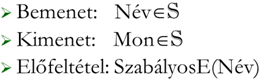 ➢ Bemenet: Név∈S
➢ Kimenet: Mon∈S
➢ Előfeltétel: SzabályosE(Név)